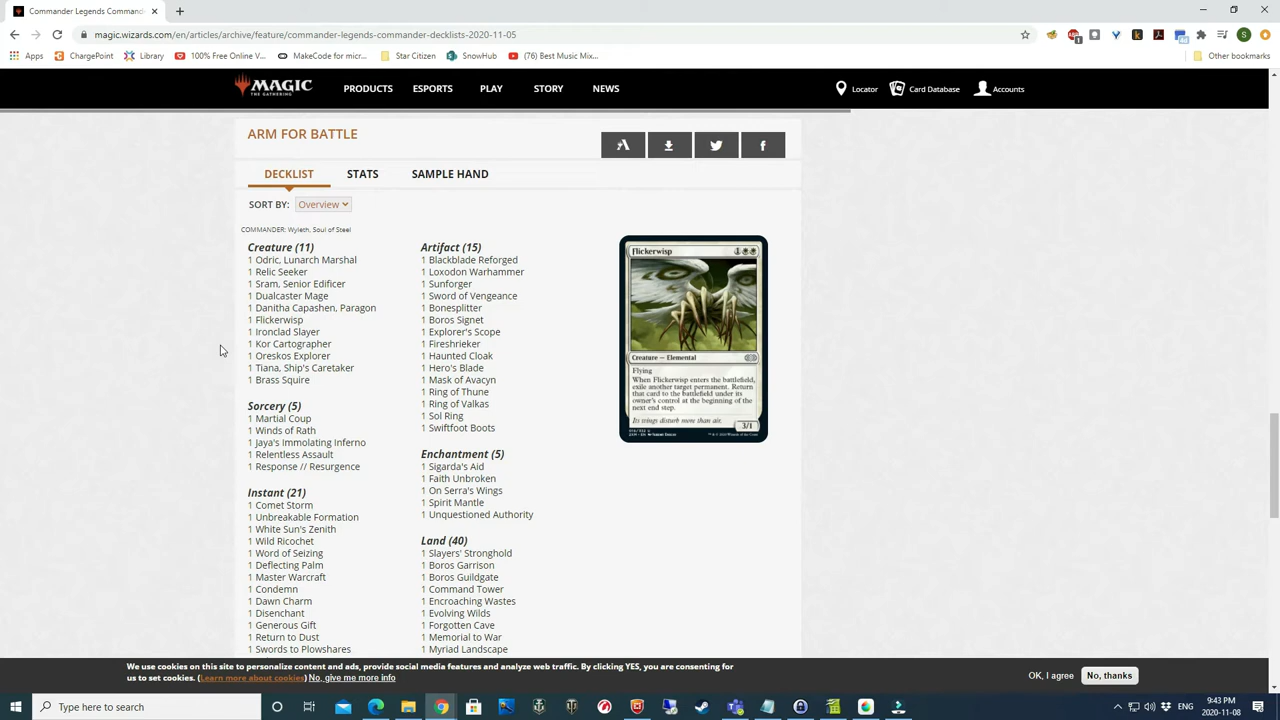 Commander Legends Command
magic.wizards.com/en/articles/archive/feature/commander-legends-commander-decklists-2020-11-05
Apps
ChargePoint
Library
100% Free Online V...
MakeCode for micr...
Star Citizen
SnowHub
(76) Best Music Mix...
Other bookmarks
MAGIC
THE GATHERING
PRODUCTS
ESPORTS
PLAY
STORY
NEWS
Locator
Card Database
Accounts
ARM FOR BATTLE
DECKLIST
STATS
SAMPLE HAND
SORT BY:
Overview
COMMANDER: Wyleth, Soul of Steel
Creature (11)
1 Odric, Lunarch Marshal
1 Relic Seeker
1 Sram, Senior Edificer
1 Dualcaster Mage
1 Danitha Capashen, Paragon
1 Flickerwisp
1 Ironclad Slayer
1 Kor Cartographer
1 Oreskos Explorer
1 Tiana, Ship's Caretaker
1 Brass Squire
Sorcery (5)
1 Martial Coup
1 Winds of Rath
1 Jaya's Immolating Inferno
1 Relentless Assault
1 Response // Resurgence
Instant (21)
1 Comet Storm
1 Unbreakable Formation
1 White Sun's Zenith
1 Wild Ricochet
1 Word of Seizing
1 Deflecting Palm
1 Master Warcraft
1 Condemn
1 Dawn Charm
1 Disenchant
1 Generous Gift
1 Return to Dust
1 Swords to Plowshares
Artifact (15)
1 Blackblade Reforged
1 Loxodon Warhammer
1 Sunforger
1 Sword of Vengeance
1 Bonesplitter
1 Boros Signet
1 Explorer's Scope
1 Fireshrieker
1 Haunted Cloak
1 Hero's Blade
1 Mask of Avacyn
1 Ring of Thune
1 Ring of Valkas
1 Sol Ring
1 Swiftfoot Boots
Enchantment (5)
1 Sigarda's Aid
1 Faith Unbroken
1 On Serra's Wings
1 Spirit Mantle
1 Unquestioned Authority
Land (40)
1 Slayers' Stronghold
1 Boros Garrison
1 Boros Guildgate
1 Command Tower
1 Encroaching Wastes
1 Evolving Wilds
1 Forgotten Cave
1 Memorial to War
1 Myriad Landscape
Flickerwisp
1
Creature — Elemental
Flying
When Flickerwisp enters the battlefield,
exile another target permanent. Return
that card to the battlefield under its
owner's control at the beginning of the
next end step.
Its wings disturb more than air.
3/1
We use cookies on this site to personalize content and ads, provide social media features and analyze web traffic. By clicking YES, you are consenting for
us to set cookies. (Learn more about cookies) No, give me more info
OK, I agree
No, thanks
Type here to search
ENG
9:43 PM
2020-11-08